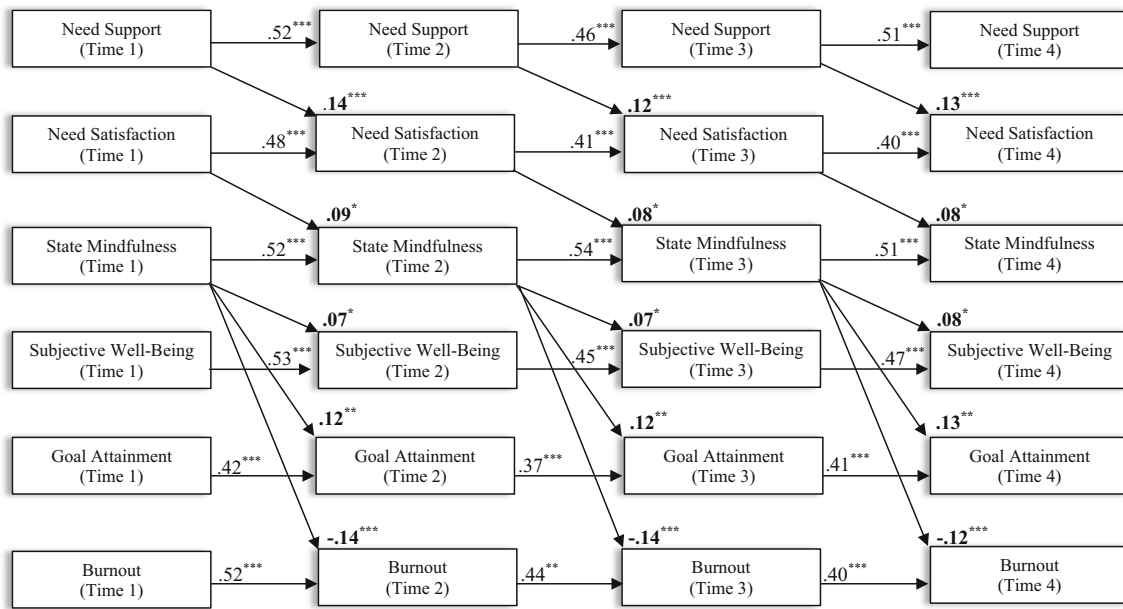 Need Support
(Time 1)
.52***
Need Support
(Time 2)
.46***
Need Support
(Time 3)
.51***
Need Support
(Time 4)
.14***
.12***
.13***
Need Satisfaction
(Time 1)
.48***
Need Satisfaction
(Time 2)
.41***
Need Satisfaction
(Time 3)
.40***
Need Satisfaction
(Time 4)
.09*
.08*
.08*
State Mindfulness
(Time 1)
.52***
State Mindfulness
(Time 2)
.54***
State Mindfulness
(Time 3)
.51***
State Mindfulness
(Time 4)
.07*
.07*
.08*
Subjective Well-Being
(Time 1)
.53***
Subjective Well-Being
(Time 2)
.45***
Subjective Well-Being
(Time 3)
.47***
Subjective Well-Being
(Time 4)
.12**
.12**
.13**
Goal Attainment
(Time 1)
.42***
Goal Attainment
(Time 2)
.37***
Goal Attainment
(Time 3)
.41***
Goal Attainment
(Time 4)
-.14***
-.14***
-.12***
Burnout
(Time 1)
.52***
Burnout
(Time 2)
.44**
Burnout
(Time 3)
.40***
Burnout
(Time 4)